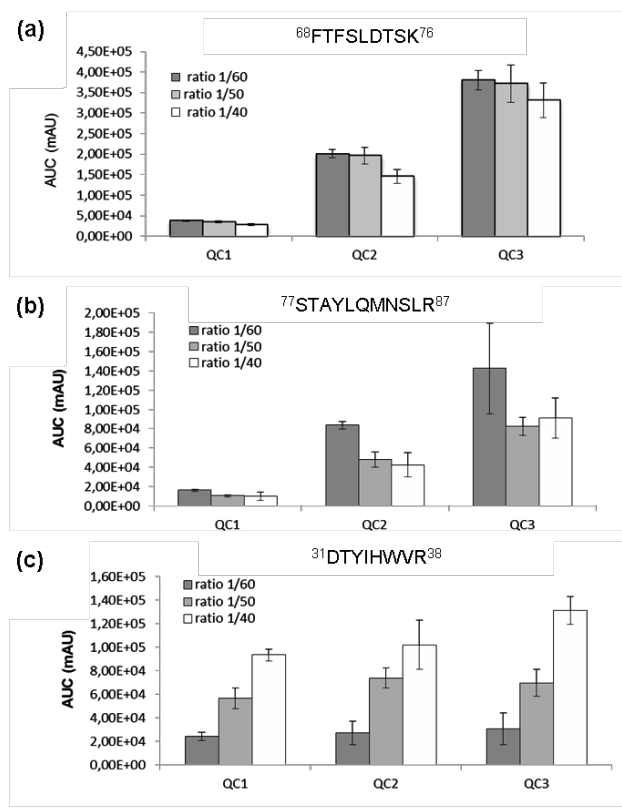 (a)
⁶⁸FTFSLDTSK⁷⁶
AUC (mAU)
4,50E+05
4,00E+05
3,50E+05
3,00E+05
2,50E+05
2,00E+05
1,50E+05
1,00E+05
5,00E+04
0,00E+00
ratio 1/60
ratio 1/50
ratio 1/40
QC1 QC2 QC3
(b)
⁷⁷STAYLQMNSLR⁸⁷
AUC (mAU)
2,00E+05
1,80E+05
1,60E+05
1,40E+05
1,20E+05
1,00E+05
8,00E+04
6,00E+04
4,00E+04
2,00E+04
0,00E+00
ratio 1/60
ratio 1/50
ratio 1/40
QC1 QC2 QC3
(c)
³¹DTYIHWVR³⁸
AUC (mAU)
1,60E+05
1,40E+05
1,20E+05
1,00E+05
8,00E+04
6,00E+04
4,00E+04
2,00E+04
0,00E+00
ratio 1/60
ratio 1/50
ratio 1/40
QC1 QC2 QC3